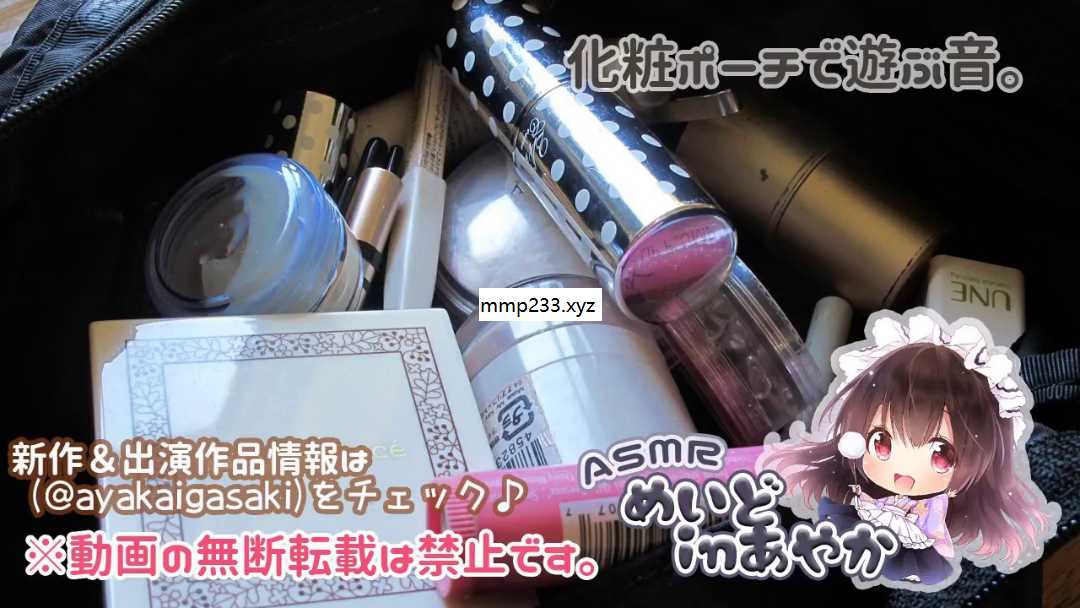 化粧ポーチで遊ぶ音。
UNE
mmp233.xyz
新作&出演作品情報は
(@ayakaigasaki)をチェック♪
※動画の無断転載は禁止です。
ASMR
めいど
inあやか